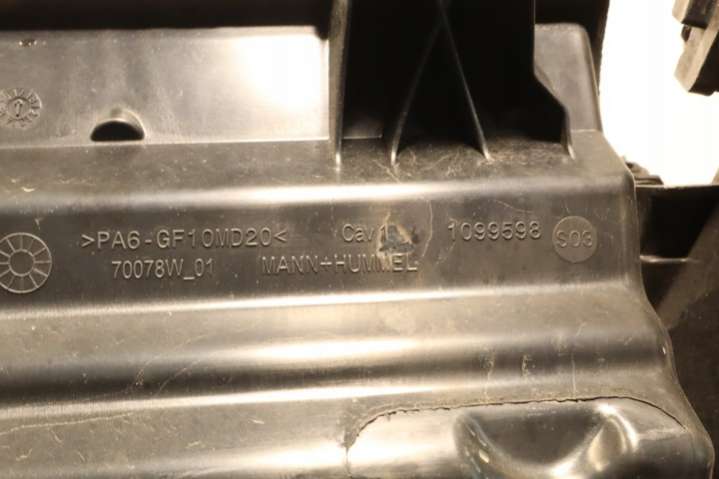 >PA6-GF10MD20< Cav 1 1099598 S03
70078W_01 MANN+HUMMEL